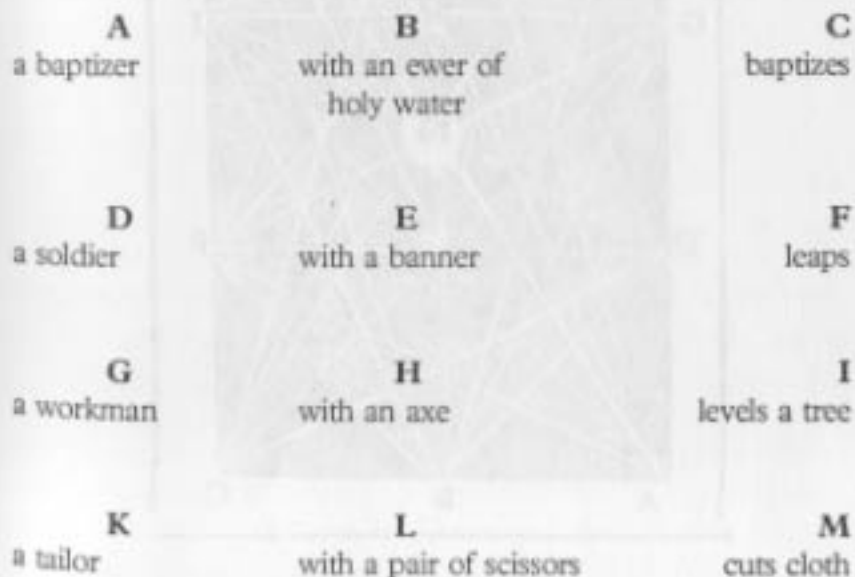 A B C
a baptizer with an ewer of baptizes
holy water
D E F
a soldier with a banner leaps
G H I
a workman with an axe levels a tree
K L M
a tailor with a pair of scissors cuts cloth